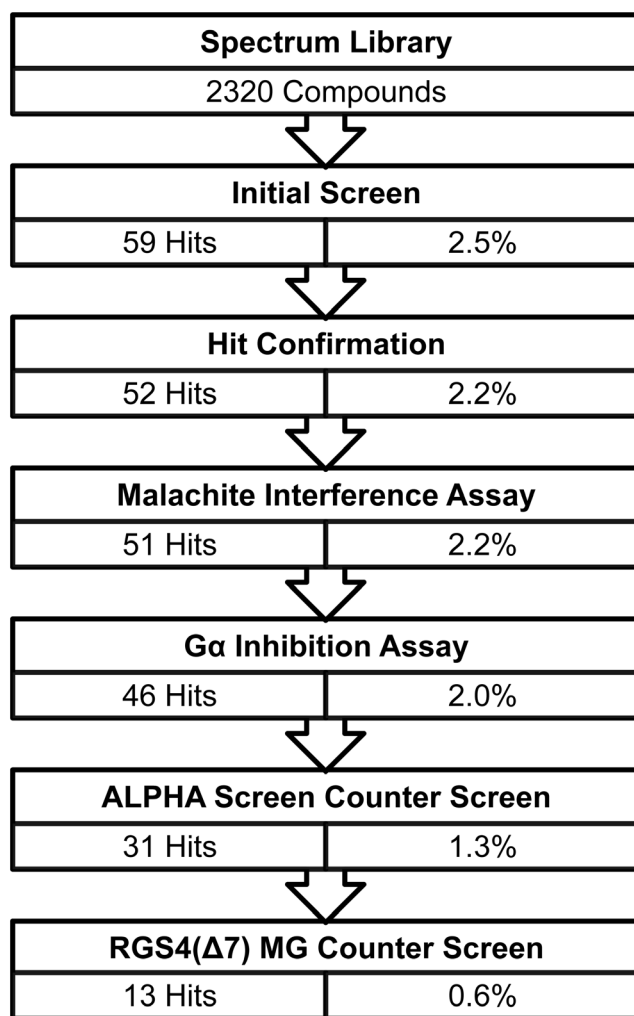 Spectrum Library
2320 Compounds
Initial Screen
59 Hits 2.5%
Hit Confirmation
52 Hits 2.2%
Malachite Interference Assay
51 Hits 2.2%
Gα Inhibition Assay
46 Hits 2.0%
ALPHA Screen Counter Screen
31 Hits 1.3%
RGS4(Δ7) MG Counter Screen
13 Hits 0.6%